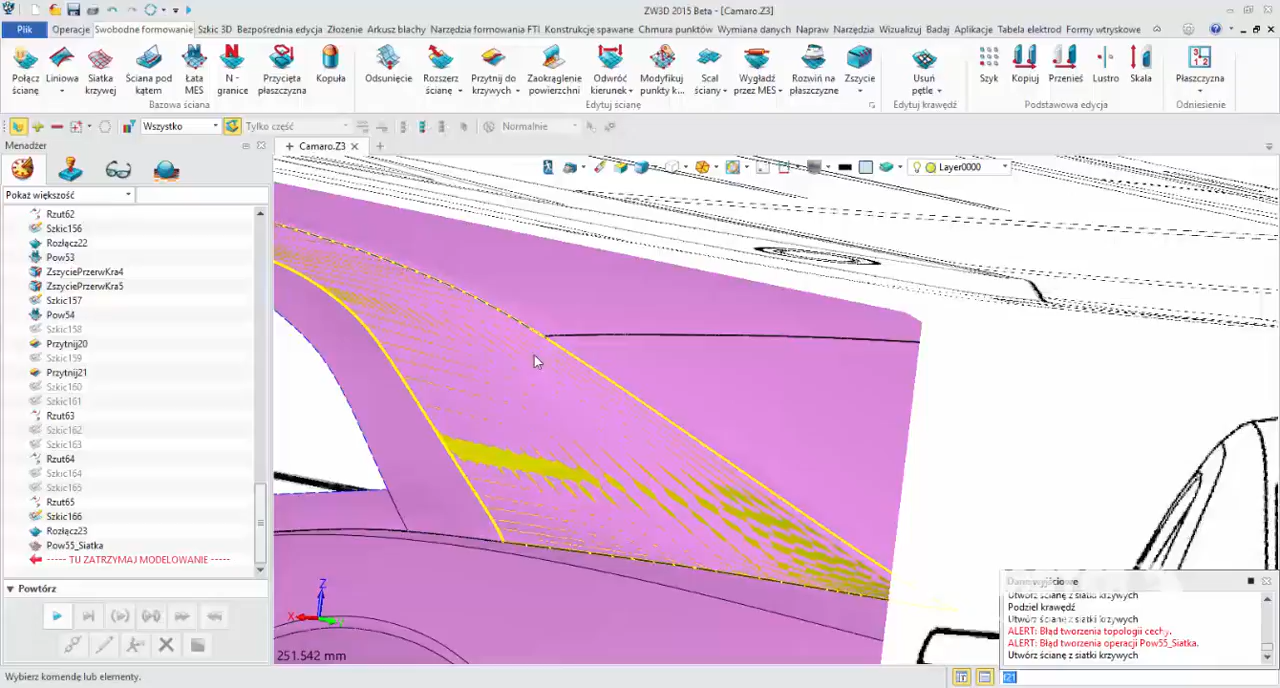 ZW3D 2015 Beta - [Camaro.Z3]
Plik Operacje Swobodne formowanie Szkic 3D Bezpośrednia edycja Złożenie Arkusz blachy Narzędzia formowania FTI Konstrukcje spawane Chmura punktów Wymiana danych Napraw Narzędzia Wizualizuj Badaj Aplikacje Tabela elektrod Formy wtryskowe
Połącz ścianę
Liniowa
Siatka krzywej
Ściana pod kątem
Łata MES
N - granice
Przycięta płaszczyzna
Kopuła
Odsunięcie
Rozszerz ścianę
Przytnij do krzywych
Zaokrąglenie powierzchni
Odwróć kierunek
Modyfikuj punkty k...
Scal ściany
Wygładź przez MES
Rozwiń na płaszczyznę
Zszycie
Usuń pętle
Szyk
Kopiuj
Przenieś
Lustro
Skala
Płaszczyzna
Bazowa ściana
Edytuj ścianę
Edytuj krawędź
Podstawowa edycja
Odniesienie
Wszystko
Tylko część
Normalnie
Menadżer
Camaro.Z3
Pokaż większość
Layer0000
Rzut62
Szkic156
Rozłącz22
Pow53
ZszyciePrzerwKra4
ZszyciePrzerwKra5
Szkic157
Pow54
Szkic158
Przytnij20
Szkic159
Przytnij21
Szkic160
Szkic161
Rzut63
Szkic162
Szkic163
Rzut64
Szkic164
Szkic165
Rzut65
Szkic166
Rozłącz23
Pow55_Siatka
----- TU ZATRZYMAJ MODELOWANIE -----
Powtórz
Z
X
251.542 mm
Dane wyjściowe
Utwórz ścianę z siatki krzywych
Podziel krawędź
Utwórz ścianę z siatki krzywych
ALERT: Błąd tworzenia topologii cechy.
ALERT: Błąd tworzenia operacji Pow55_Siatka.
Utwórz ścianę z siatki krzywych
Wybierz komendę lub elementy.